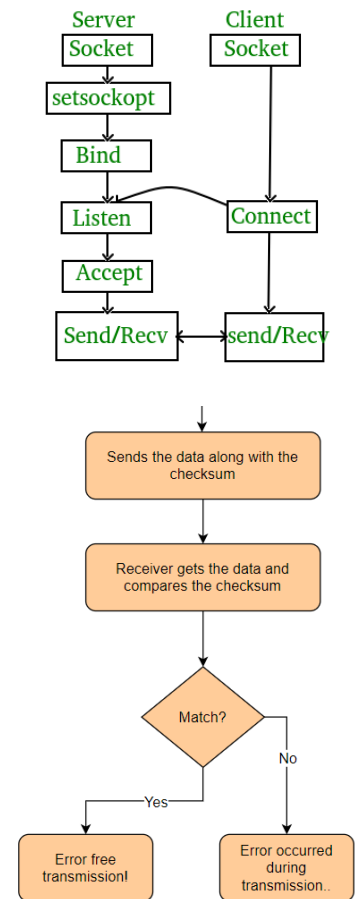 Server
Client
Socket
Socket
setsockopt
Bind
Listen
Connect
Accept
Send/Recv
send/Recv
Sends the data along with the
checksum
Receiver gets the data and
compares the checksum
Match?
No
Yes
Error free
transmission!
Error occurred
during
transmission..